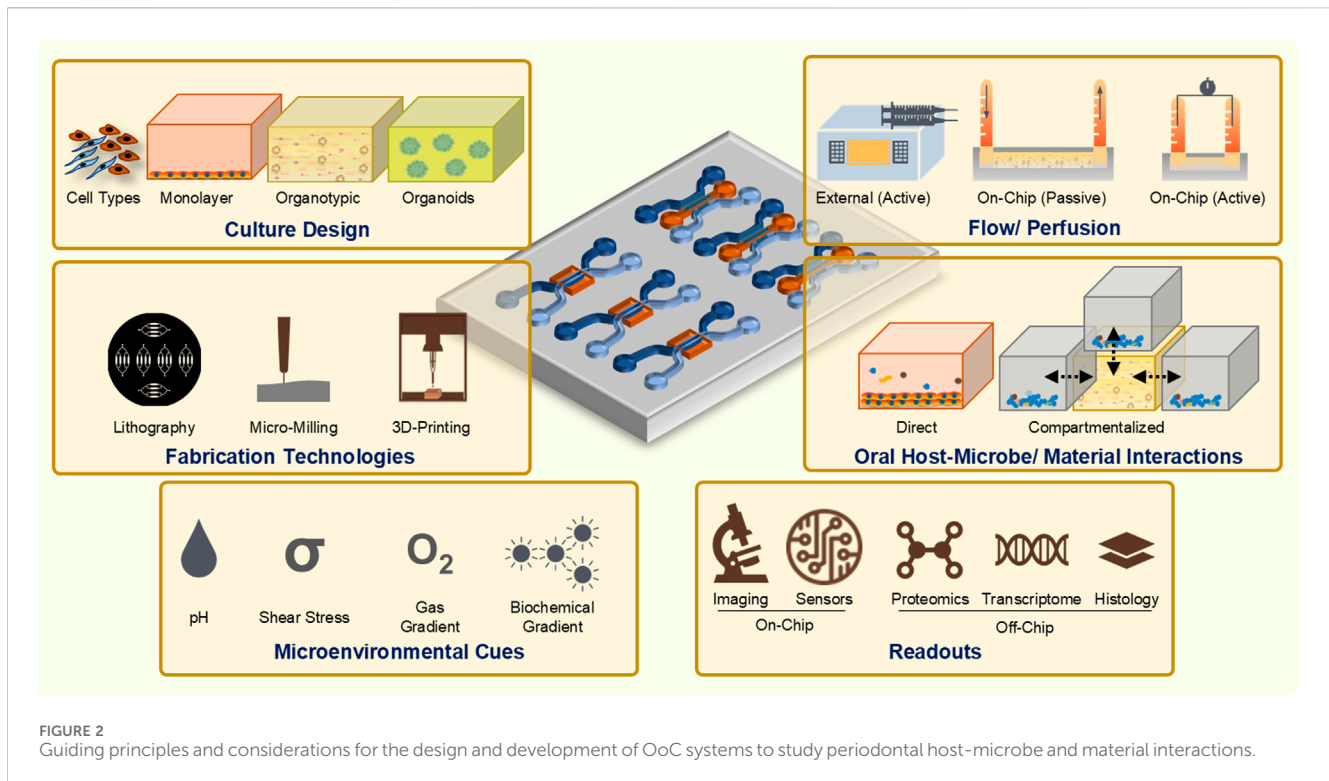 Cell Types Monolayer Organotypic Organoids
Culture Design
External (Active) On-Chip (Passive) On-Chip (Active)
Flow/ Perfusion
Lithography Micro-Milling 3D-Printing
Fabrication Technologies
Direct Compartmentalized
Oral Host-Microbe/ Material Interactions
σ O2
pH Shear Stress Gas Gradient Biochemical Gradient
Microenvironmental Cues
Imaging Sensors Proteomics Transcriptome Histology
On-Chip Off-Chip
Readouts
FIGURE 2
Guiding principles and considerations for the design and development of OoC systems to study periodontal host-microbe and material interactions.